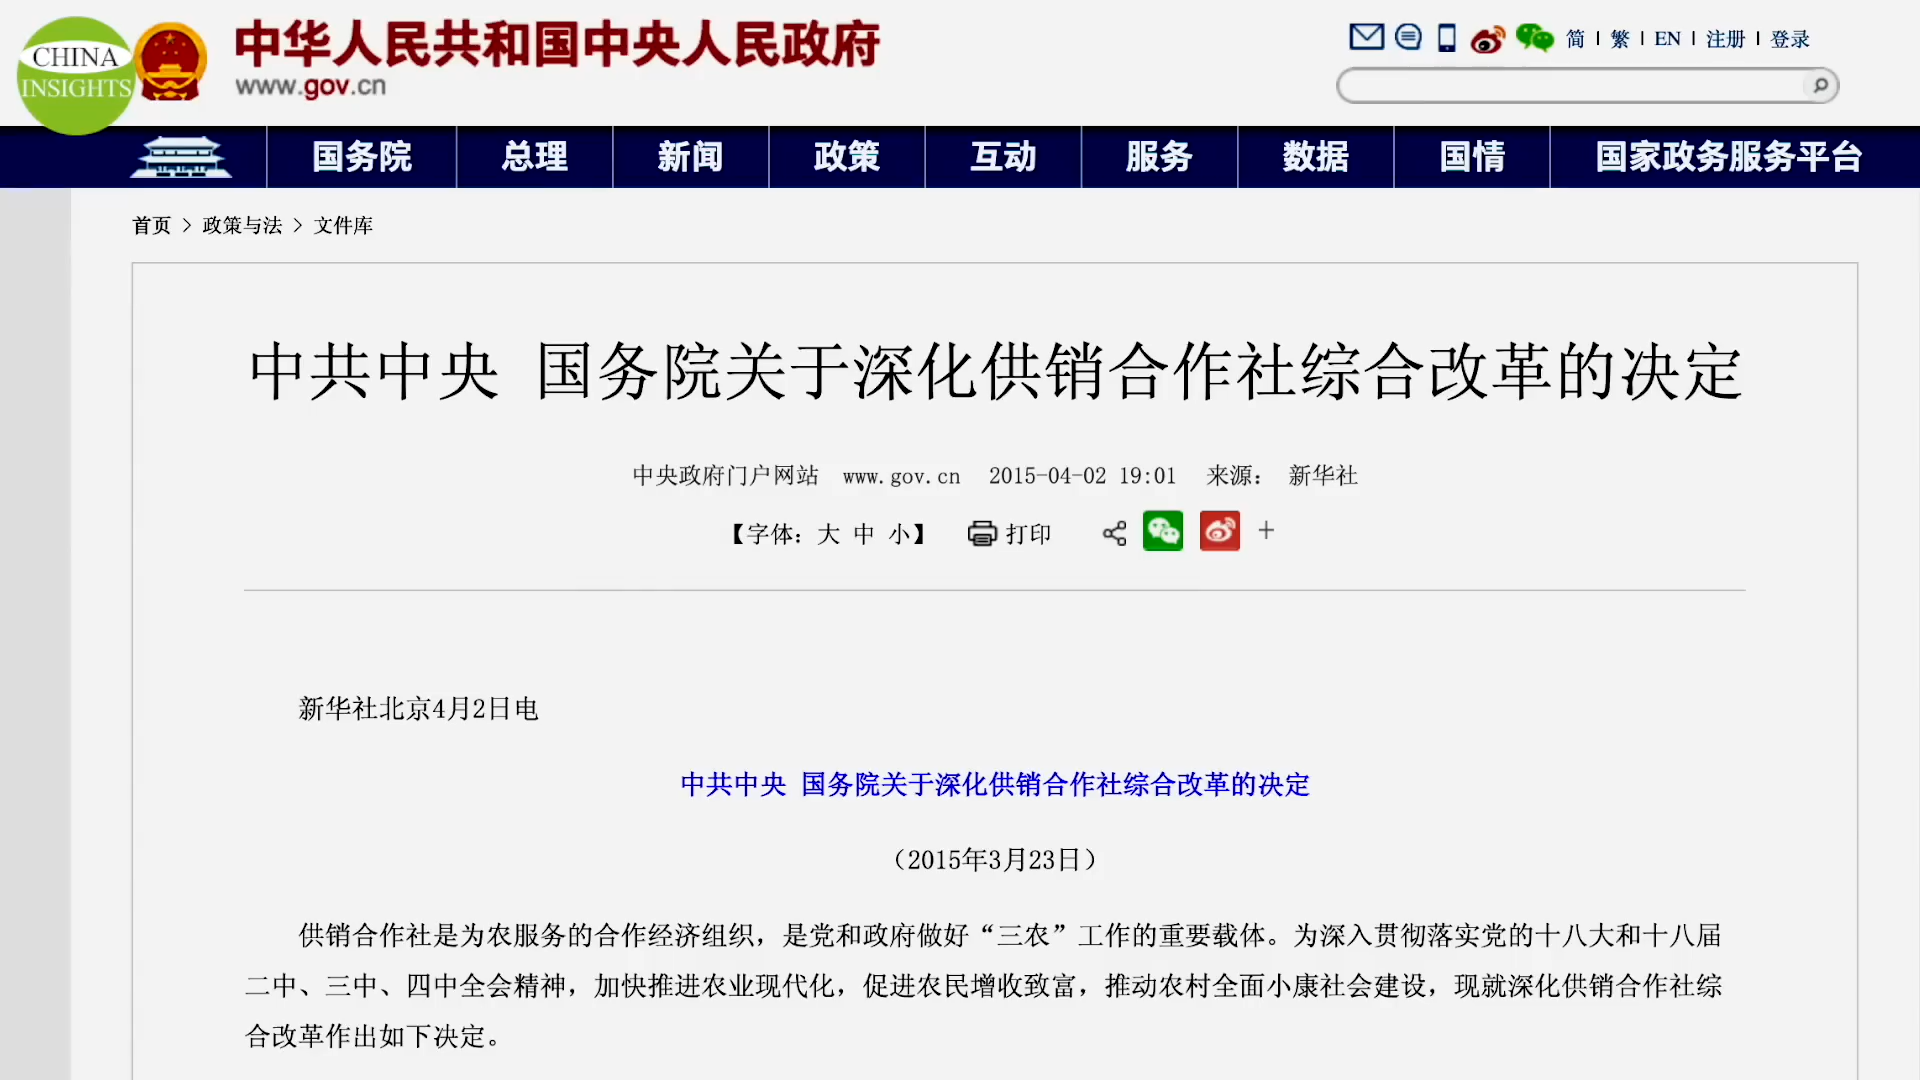 CHINA
INSIGHTS
中华人民共和国中央人民政府
www.gov.cn
简 | 繁 | EN | 注册 | 登录
国务院 总理 新闻 政策 互动 服务 数据 国情 国家政务服务平台
首页 > 政策与法 > 文件库
中共中央 国务院关于深化供销合作社综合改革的决定
中央政府门户网站 www.gov.cn 2015-04-02 19:01 来源: 新华社
【字体: 大 中 小】 打印 +
新华社北京4月2日电
中共中央 国务院关于深化供销合作社综合改革的决定
（2015年3月23日）
供销合作社是为农服务的合作经济组织，是党和政府做好“三农”工作的重要载体。为深入贯彻落实党的十八大和十八届
二中、三中、四中全会精神，加快推进农业现代化，促进农民增收致富，推动农村全面小康社会建设，现就深化供销合作社综
合改革作出如下决定。